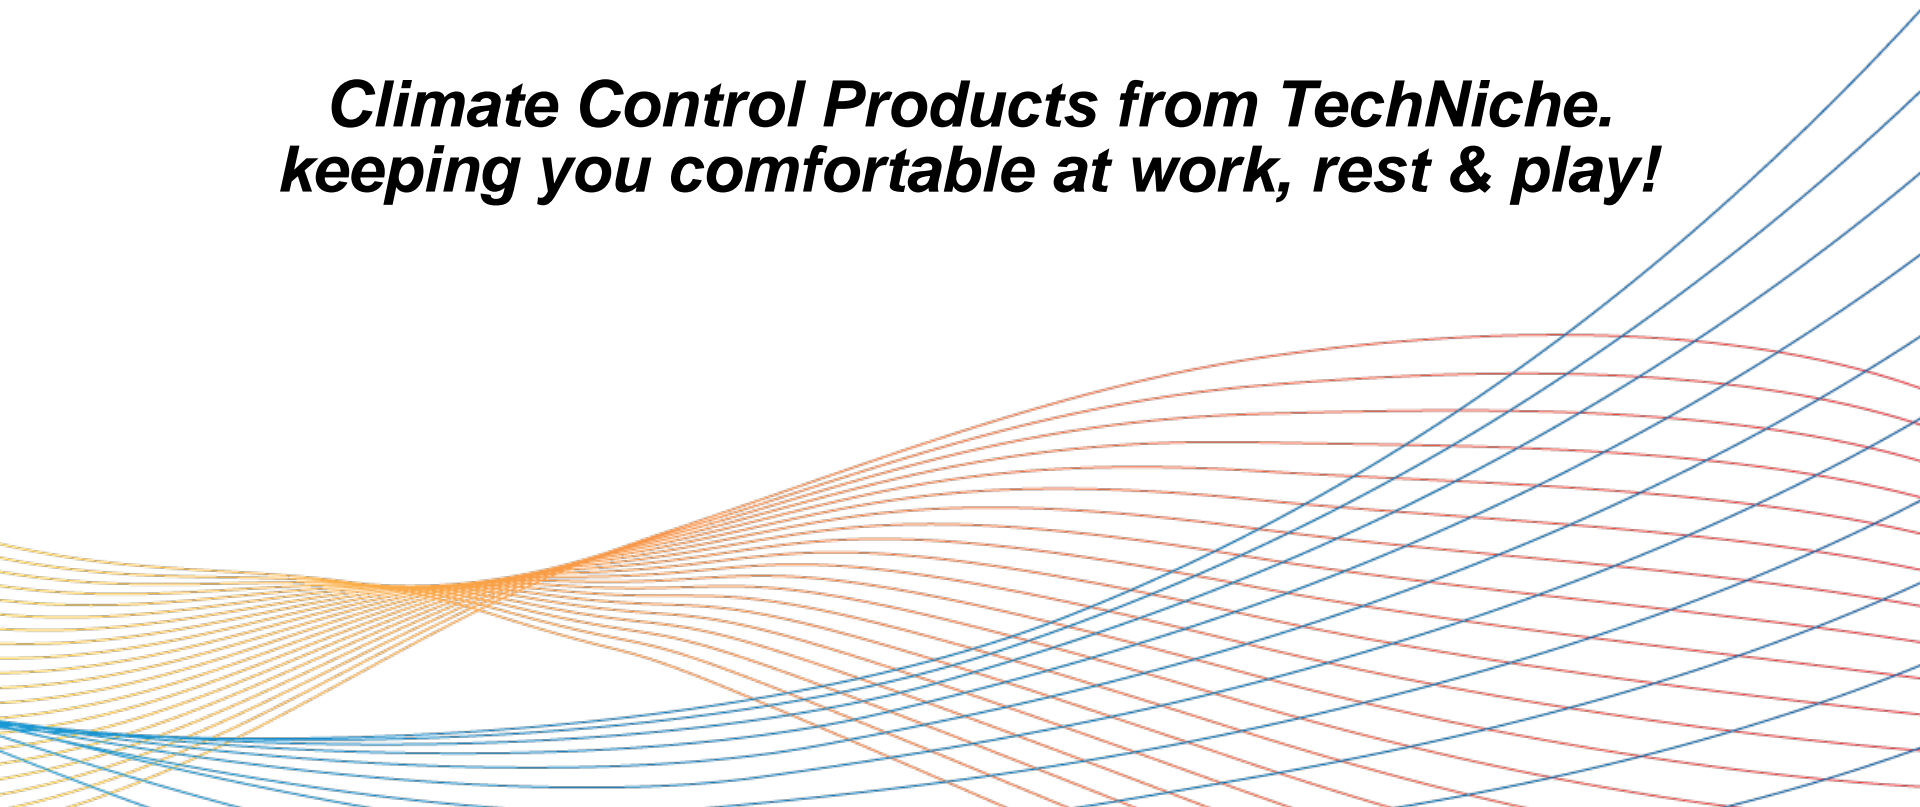 Climate Control Products from TechNiche.
keeping you comfortable at work, rest & play!